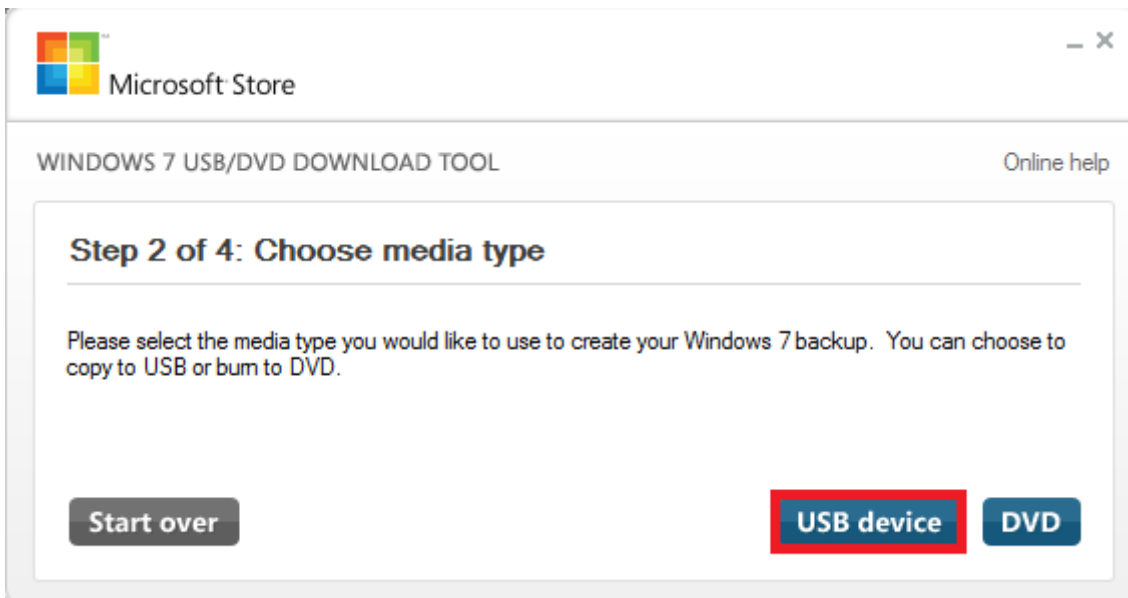 Microsoft Store
WINDOWS 7 USB/DVD DOWNLOAD TOOL
Online help
Step 2 of 4: Choose media type
Please select the media type you would like to use to create your Windows 7 backup. You can choose to
copy to USB or burn to DVD.
Start over
USB device
DVD